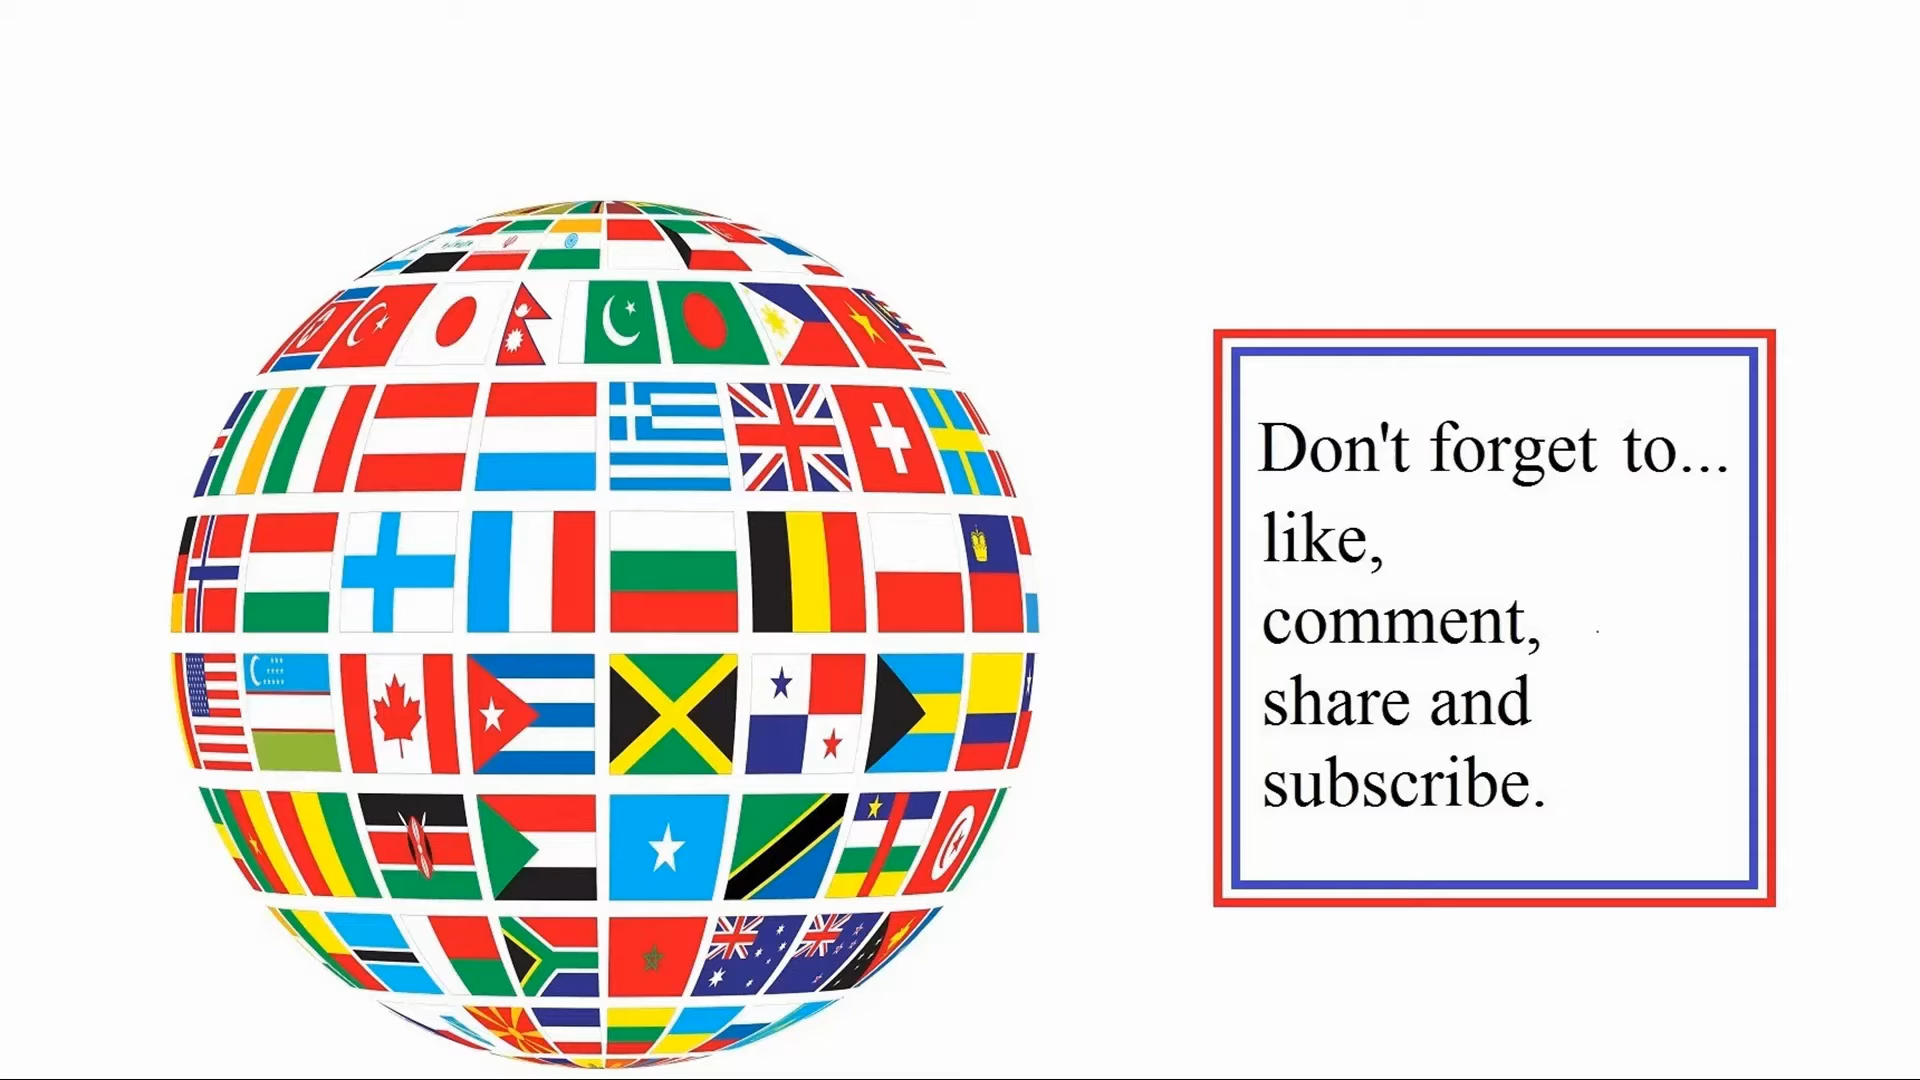 Don't forget to...
like,
comment,
share and
subscribe.